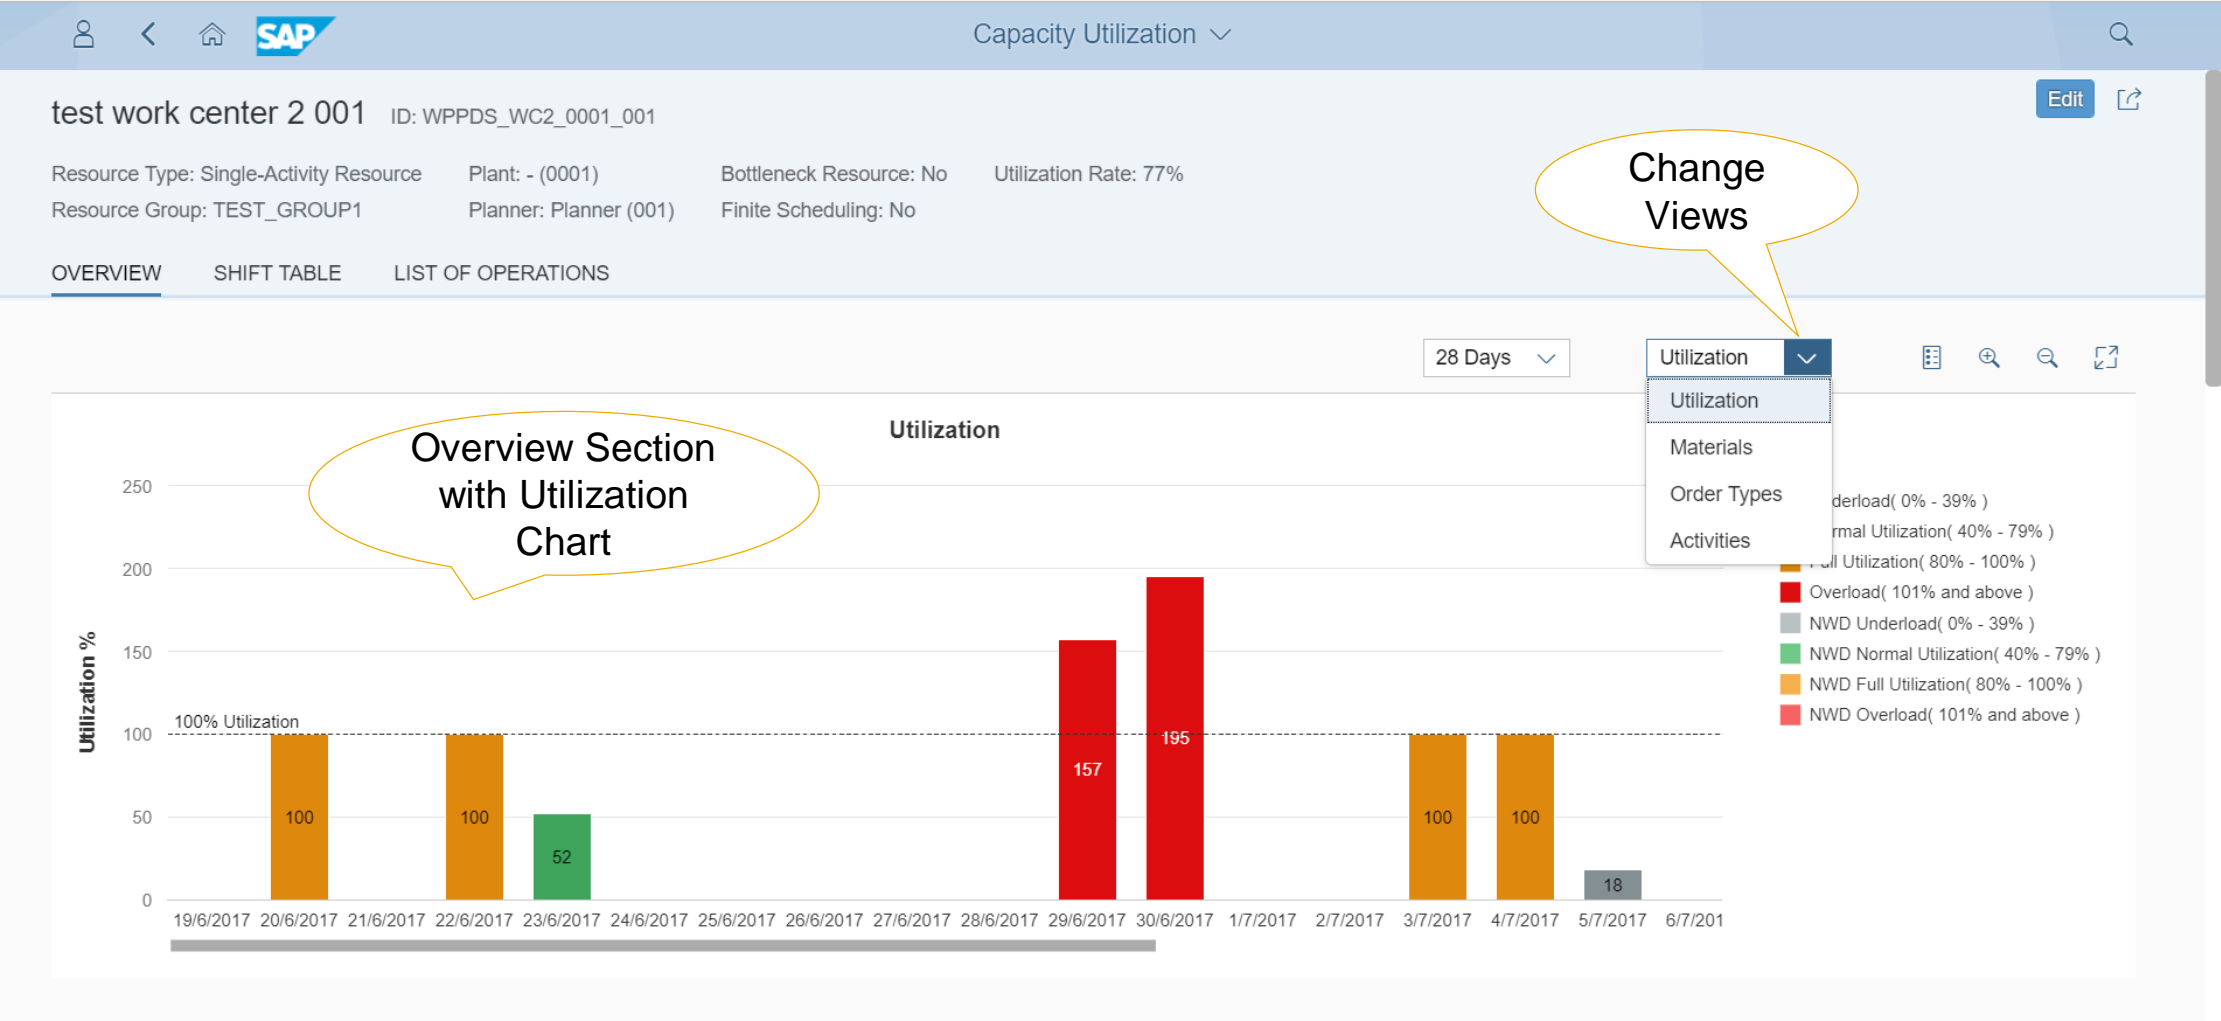 SAP
Capacity Utilization
test work center 2 001 ID: WPPDS_WC2_0001_001
Edit
Resource Type: Single-Activity Resource Plant: - (0001) Bottleneck Resource: No Utilization Rate: 77%
Resource Group: TEST_GROUP1 Planner: Planner (001) Finite Scheduling: No
Change
Views
OVERVIEW SHIFT TABLE LIST OF OPERATIONS
28 Days Utilization
Utilization
Materials
Order Types
Activities
Utilization
Overview Section
with Utilization
Chart
Utilization %
250
200
150
100
50
0
100% Utilization
100
100
52
157
195
100
100
18
19/6/2017 20/6/2017 21/6/2017 22/6/2017 23/6/2017 24/6/2017 25/6/2017 26/6/2017 27/6/2017 28/6/2017 29/6/2017 30/6/2017 1/7/2017 2/7/2017 3/7/2017 4/7/2017 5/7/2017 6/7/201
derload( 0% - 39% )
rmal Utilization( 40% - 79% )
ll Utilization( 80% - 100% )
Overload( 101% and above )
NWD Underload( 0% - 39% )
NWD Normal Utilization( 40% - 79% )
NWD Full Utilization( 80% - 100% )
NWD Overload( 101% and above )